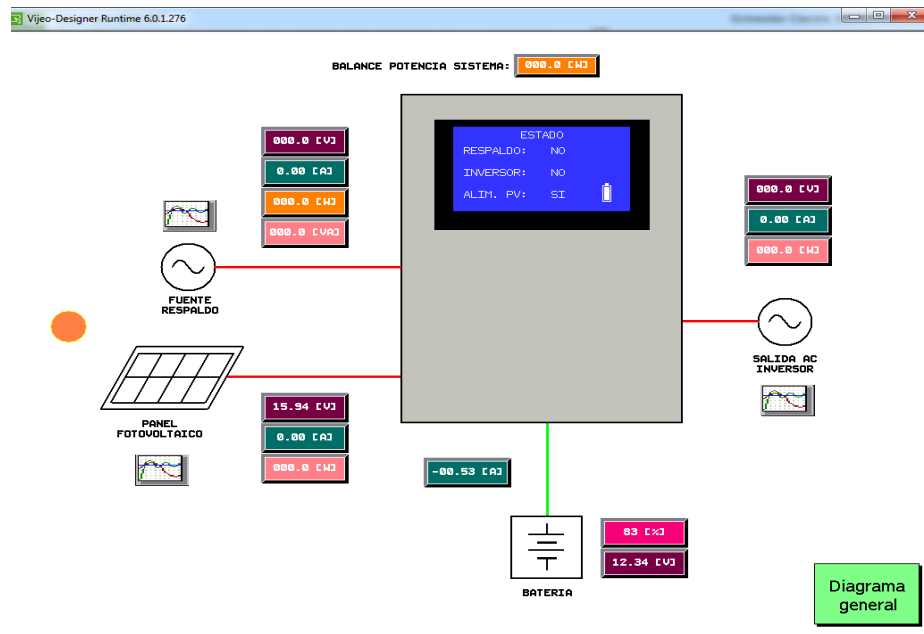 Vijeo-Designer Runtime 6.0.1.276
BALANCE POTENCIA SISTEMA: 000.0 [W]
ESTADO
RESPALDO: NO
INVERSOR: NO
ALIM. PV: SI
000.0 [V]
0.00 [A]
000.0 [W]
000.0 [VA]
FUENTE
RESPALDO
000.0 [V]
0.00 [A]
000.0 [W]
SALIDA AC
INVERSOR
PANEL
FOTOVOLTAICO
15.94 [V]
0.00 [A]
000.0 [W]
-00.53 [A]
83 [%]
12.34 [V]
BATERIA
Diagrama
general